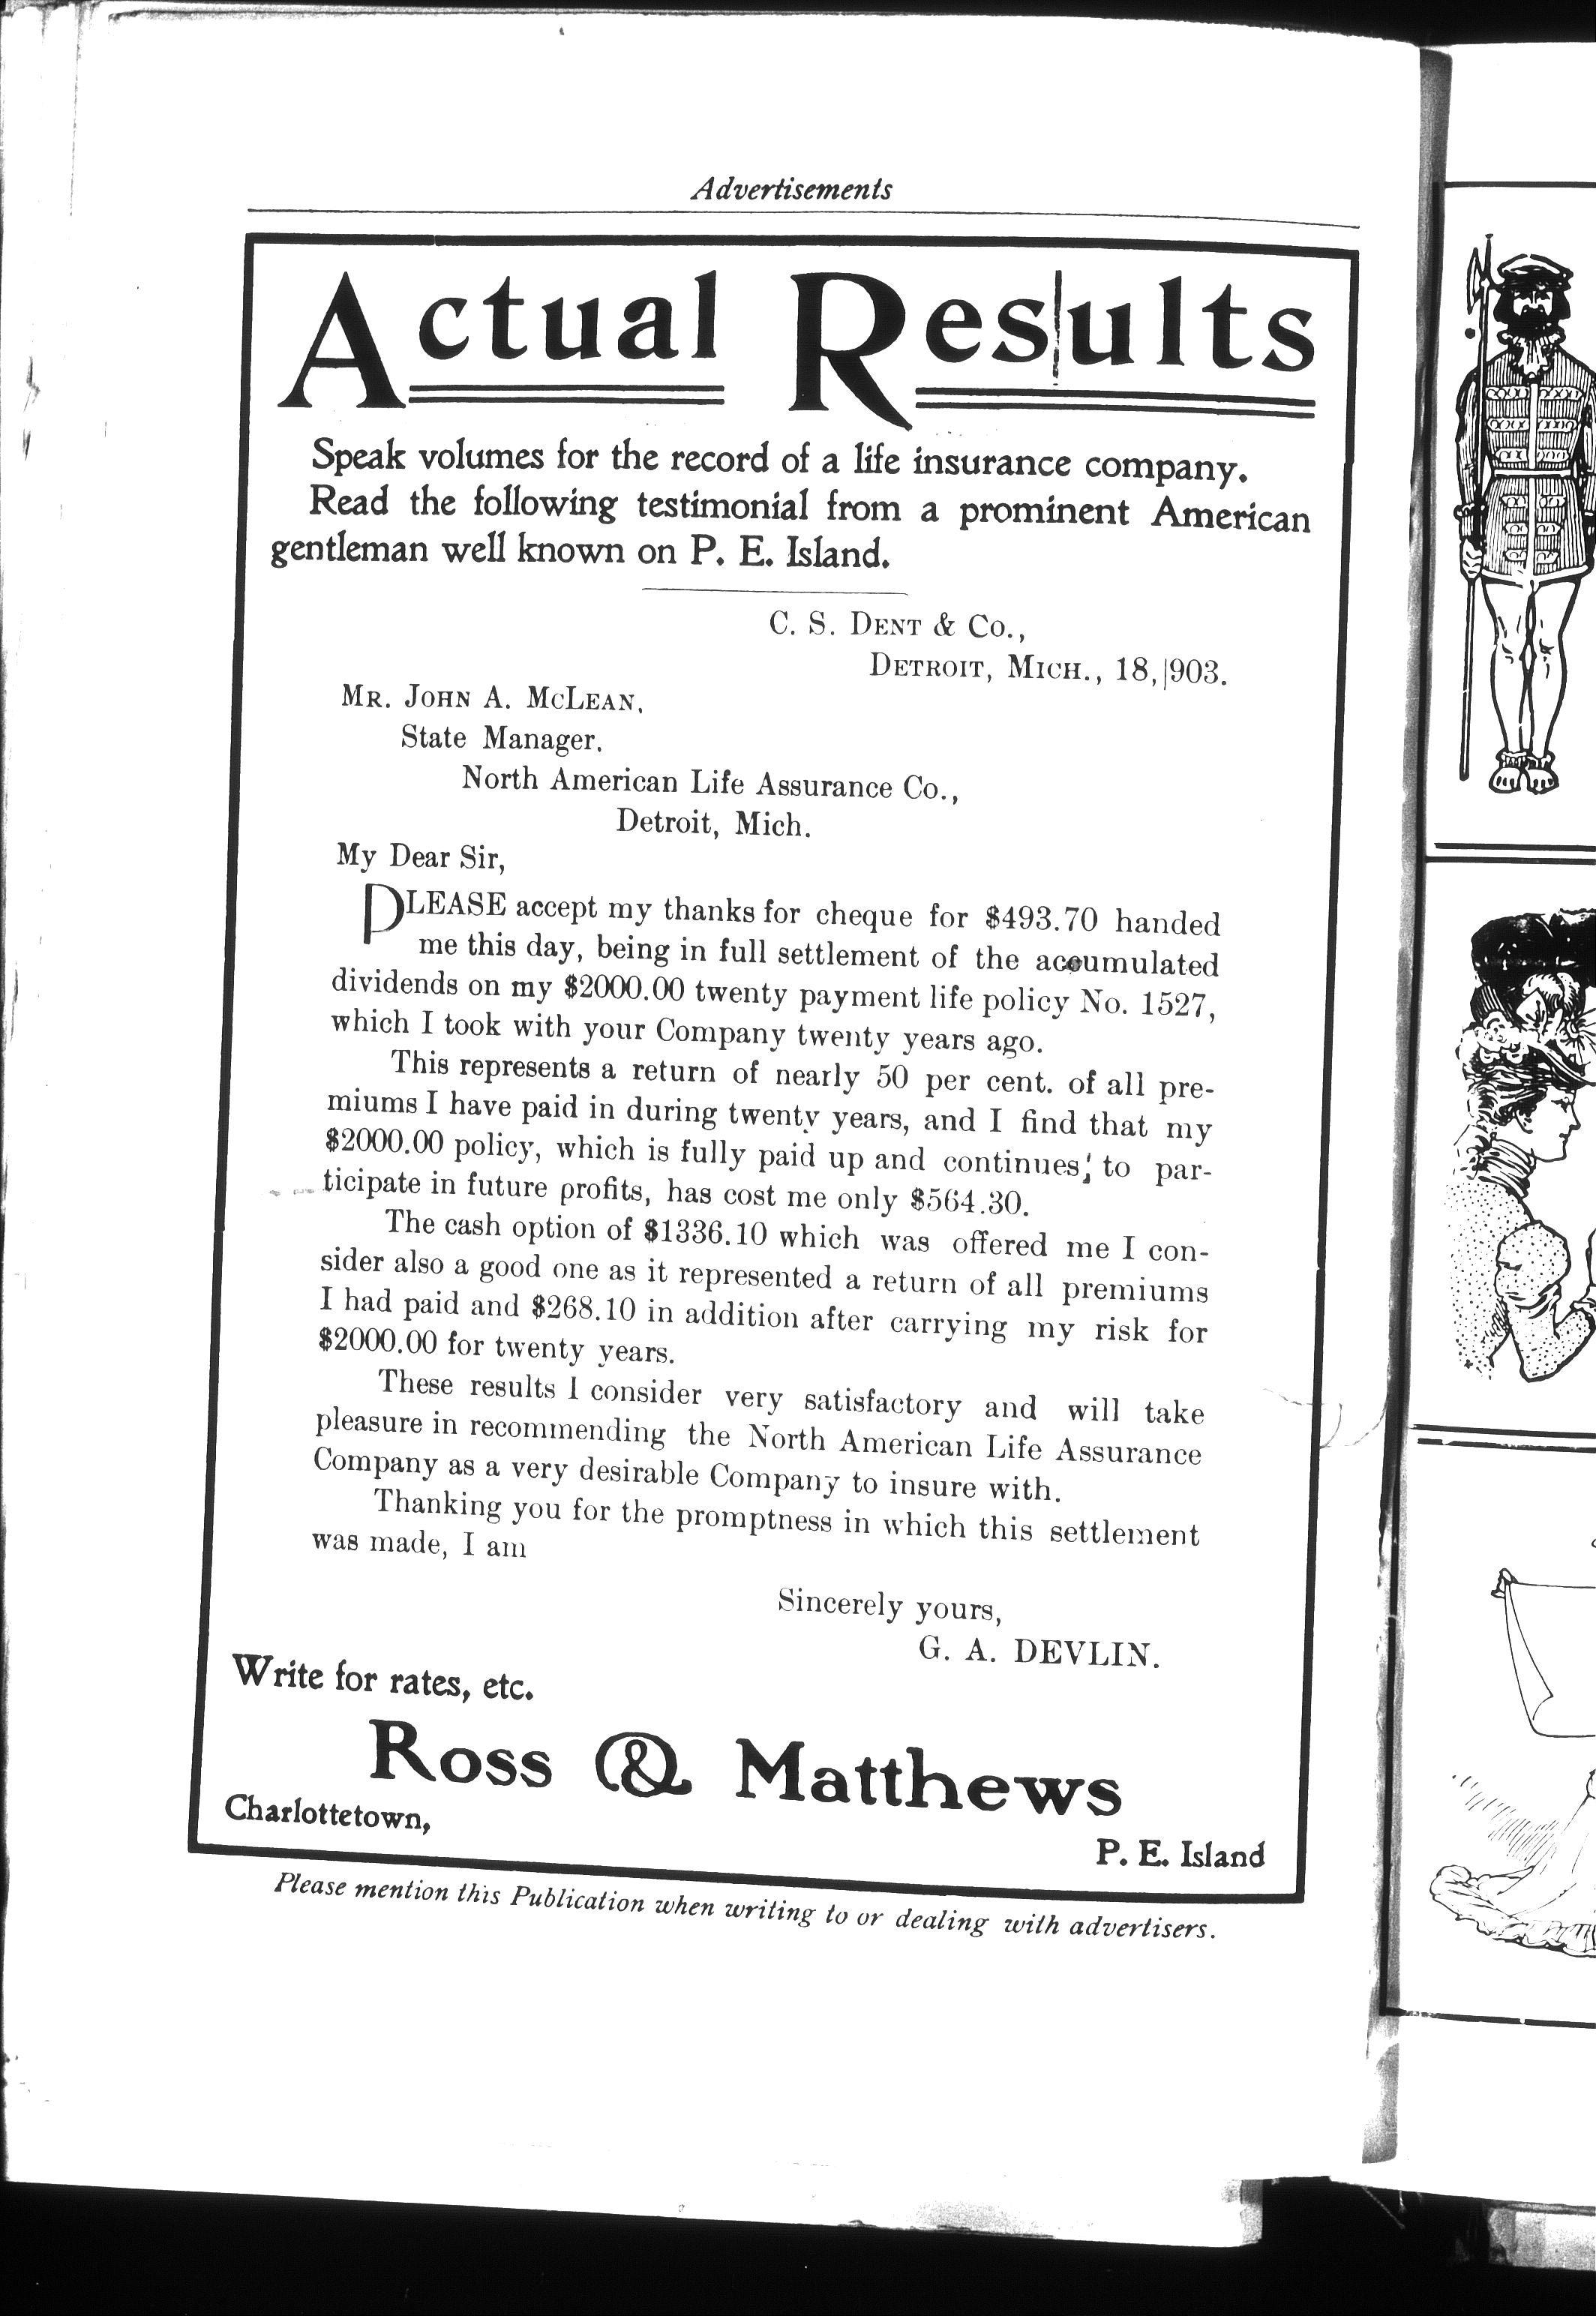 Advertisements
Actual Results
Speak volumes for the record of a life insurance company.
Read the following testimonial from a prominent American
gentleman well known on P. E. Island.
C. S. DENT & CO.,
DETROIT, MICH., 18, 1903.
MR. JOHN A. MCLEAN,
State Manager,
North American Life Assurance Co.,
Detroit, Mich.
My Dear Sir,
PLEASE accept my thanks for cheque for $493.70 handed
me this day, being in full settlement of the accumulated
dividends on my $2000.00 twenty payment life policy No. 1527,
which I took with your Company twenty years ago.
This represents a return of nearly 50 per cent. of all pre-
miums I have paid in during twenty years, and I find that my
$2000.00 policy, which is fully paid up and continues, to par-
ticipate in future profits, has cost me only $564.30.
The cash option of $1336.10 which was offered me I con-
sider also a good one as it represented a return of all premiums
I had paid and $268.10 in addition after carrying my risk for
$2000.00 for twenty years.
These results I consider very satisfactory and will take
pleasure in recommending the North American Life Assurance
Company as a very desirable Company to insure with.
Thanking you for the promptness in which this settlement
was made, I am
Sincerely yours,
G. A. DEVLIN.
Write for rates, etc.
Ross & Matthews
Charlottetown,
P. E. Island
Please mention this Publication when writing to or dealing with advertisers.